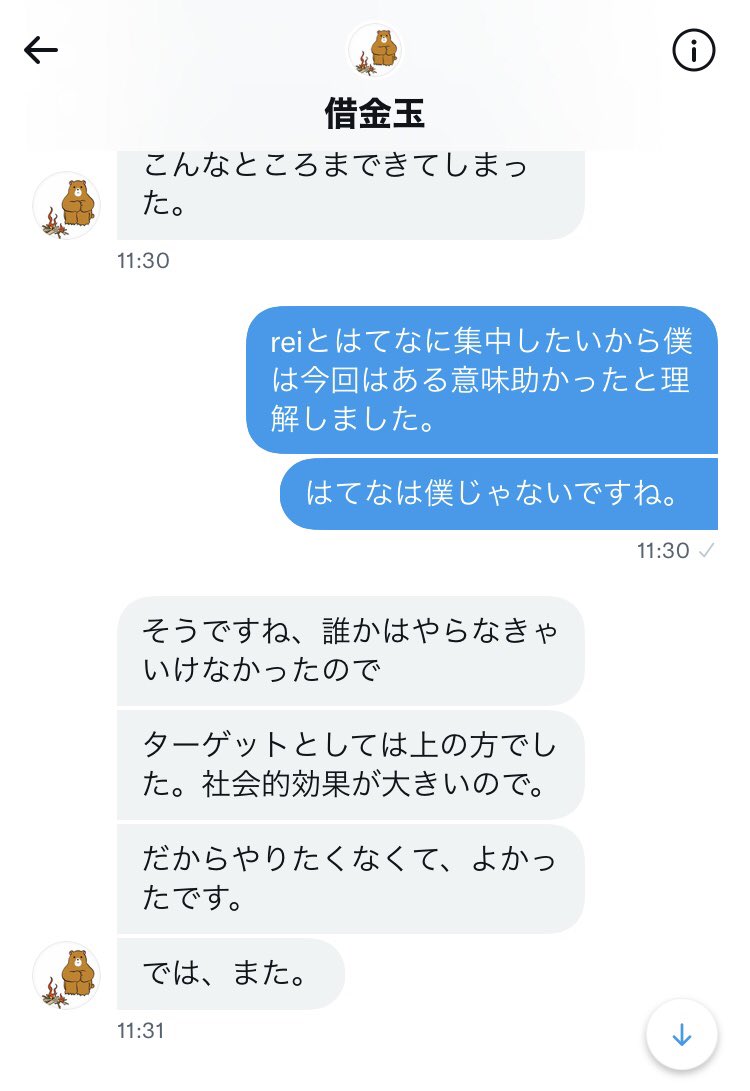 借金玉
こんなところまできてしまっ
た。
11:30
reiとはてなに集中したいから僕
は今回はある意味助かったと理
解しました。
はてなは僕じゃないですね。
11:30
そうですね、誰かはやらなきゃ
いけなかったので
ターゲットとしては上の方でし
た。社会的効果が大きいので。
だからやりたくなくて、よかっ
たです。
では、また。
11:31